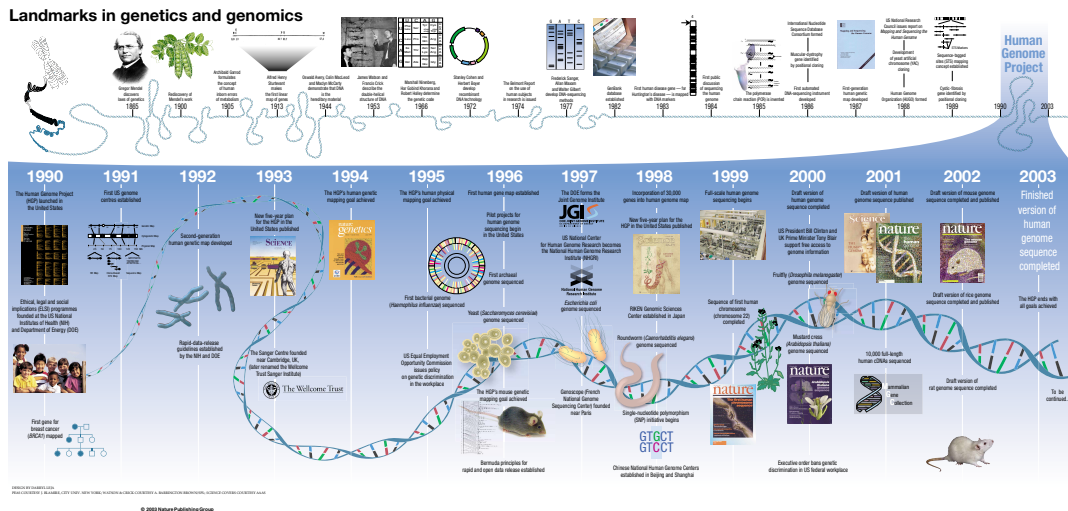 Landmarks in genetics and genomics
Gregor Mendel
discovers
laws of genetics
1865
Rediscovery of
Mendel's work
1900
Archibald Garrod
formulates
the concept
of human
inborn errors
of metabolism
1905
Alfred Henry
Sturtevant
makes
the first linear
map of genes
1913
Oswald Avery, Colin MacLeod
and Maclyn McCarty
demonstrate that DNA
is the
hereditary material
1944
James Watson and
Francis Crick
describe the
double-helical
structure of DNA
1953
Marshall Nirenberg,
Har Gobind Khorana and
Robert Holley determine
the genetic code
1966
Stanley Cohen and
Herbert Boyer
develop
recombinant
DNA technology
1972
The Belmont Report
on the use
of human subjects
in research is issued
1974
G A T C
Frederick Sanger,
Allan Maxam
and Walter Gilbert
develop DNA-sequencing
methods
1977
GenBank
database
established
1982
First human disease gene — for
Huntington's disease — is mapped
with DNA markers
1983
First public
discussion
of sequencing
the human
genome
1984
The polymerase
chain reaction (PCR) is invented
1985
International Nucleotide
Sequence Database
Consortium formed
Muscular-dystrophy
gene identified
by positional cloning
First automated
DNA-sequencing instrument
developed
1986
First-generation human
genetic map
developed
1987
US National Research
Council issues report on
Mapping and Sequencing the
Human Genome
Development
of yeast artificial
chromosome (YAC)
cloning
Human Genome
Organization (HUGO) formed
1988
Sequence-tagged
sites (STS) mapping
concept established
Cystic-fibrosis
gene identified by
positional cloning
1989
Human
Genome
Project
1990
2003
1990
The Human Genome Project
(HGP) launched in
the United States
Ethical, legal and social
implications (ELSI) programmes
founded at the US National
Institutes of Health (NIH)
and Department of Energy (DOE)
First gene for
breast cancer
(BRCA1) mapped
1991
First US genome
centres established
1992
Second-generation
human genetic map developed
Rapid-data-release
guidelines established
by the NIH and DOE
1993
New five-year plan
for the HGP in the
United States published
SCIENCE
The Sanger Centre founded
near Cambridge, UK,
(later renamed the Wellcome
Trust Sanger Institute)
The Wellcome Trust
1994
The HGP's human genetic
mapping goal achieved
nature
genetics
1995
The HGP's human physical
mapping goal achieved
First bacterial genome
(Haemophilus influenzae) sequenced
US Equal Employment
Opportunity Commission
issues policy
on genetic discrimination
in the workplace
1996
First human gene map established
Pilot projects for
human genome
sequencing begin
in the United States
First archaeal
genome sequenced
Yeast (Saccharomyces cerevisiae)
genome sequenced
The HGP's mouse genetic
mapping goal achieved
Bermuda principles for
rapid and open data release established
1997
The DOE forms the
Joint Genome Institute
JGI
US National Center
for Human Genome Research becomes
the National Human Genome Research
Institute (NHGRI)
National Human Genome
Research Institute
Escherichia coli
genome sequenced
Genoscope (French
National Genome
Sequencing Center) founded
near Paris
1998
Incorporation of 30,000
genes into human genome map
New five-year plan
for the HGP in the United States published
RIKEN Genomic Sciences
Center established in Japan
Roundworm (Caenorhabditis elegans)
genome sequenced
Single-nucleotide polymorphism
(SNP) initiative begins
GTGCT
GTCCT
Chinese National Human Genome Centers
established in Beijing and Shanghai
1999
Full-scale human genome
sequencing begins
Sequence of first human
chromosome
(chromosome 22)
completed
nature
2000
Draft version of
human genome
sequence completed
US President Bill Clinton and
UK Prime Minister Tony Blair
support free access to
genome information
Fruitfly (Drosophila melanogaster)
genome sequenced
Mustard cress
(Arabidopsis thaliana)
genome sequenced
nature
Executive order bans genetic
discrimination in US federal workplace
2001
Draft version of human
genome sequence published
Science
nature
human
10,000 full-length
human cDNAs sequenced
2002
Draft version of mouse genome
sequence completed and published
nature
Draft version of rice genome
sequence completed and published
Draft version of
rat genome sequence completed
2003
Finished
version of
human
genome
sequence
completed
The HGP ends with
all goals achieved
To be
continued...
DESIGN BY DARRYL LEJA
© 2003 Nature Publishing Group